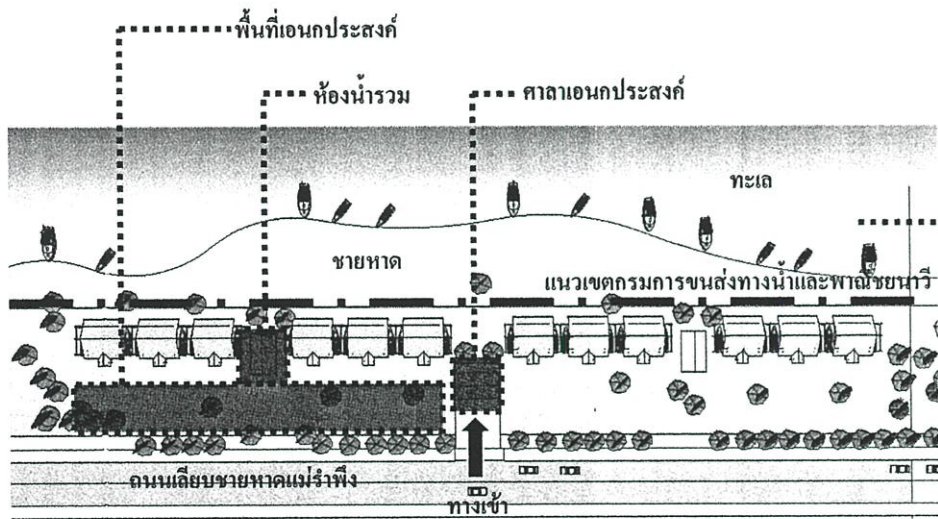 พื้นที่เอนกประสงค์
ห้องน้ำรวม
ศาลาเอนกประสงค์
ทะเล
ชายหาด
แนวเขตกรมการขนส่งทางน้ำและพาณิชยนาวี
ถนนเลียบชายหาดแม่รำพึง
ทางเข้า